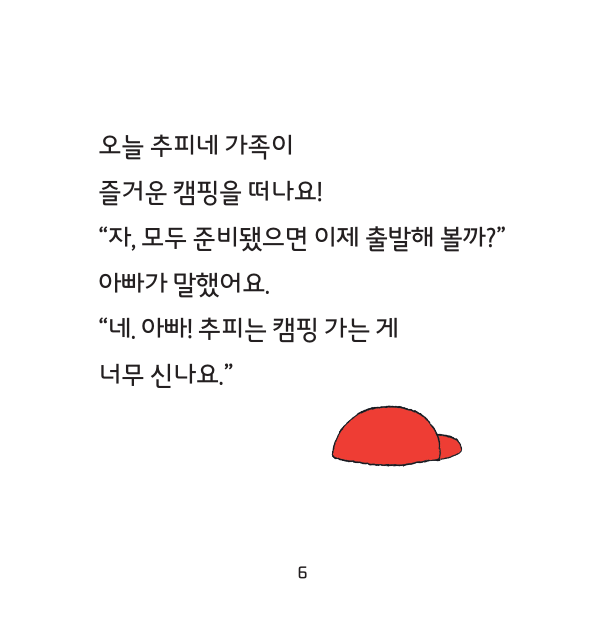 오늘 추피네 가족이
즐거운 캠핑을 떠나요!
“자, 모두 준비됐으면 이제 출발해 볼까?”
아빠가 말했어요.
“네. 아빠! 추피는 캠핑 가는 게
너무 신나요.”
6